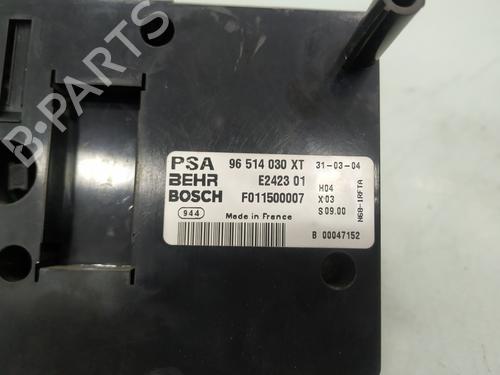 B-PARTS
PSA 96 514 030 XT 31-03-04
BEHR E2423 01 H04
BOSCH F011500007 X03
944 Made in France S 09.00
N68-1RFTA
B 00047152